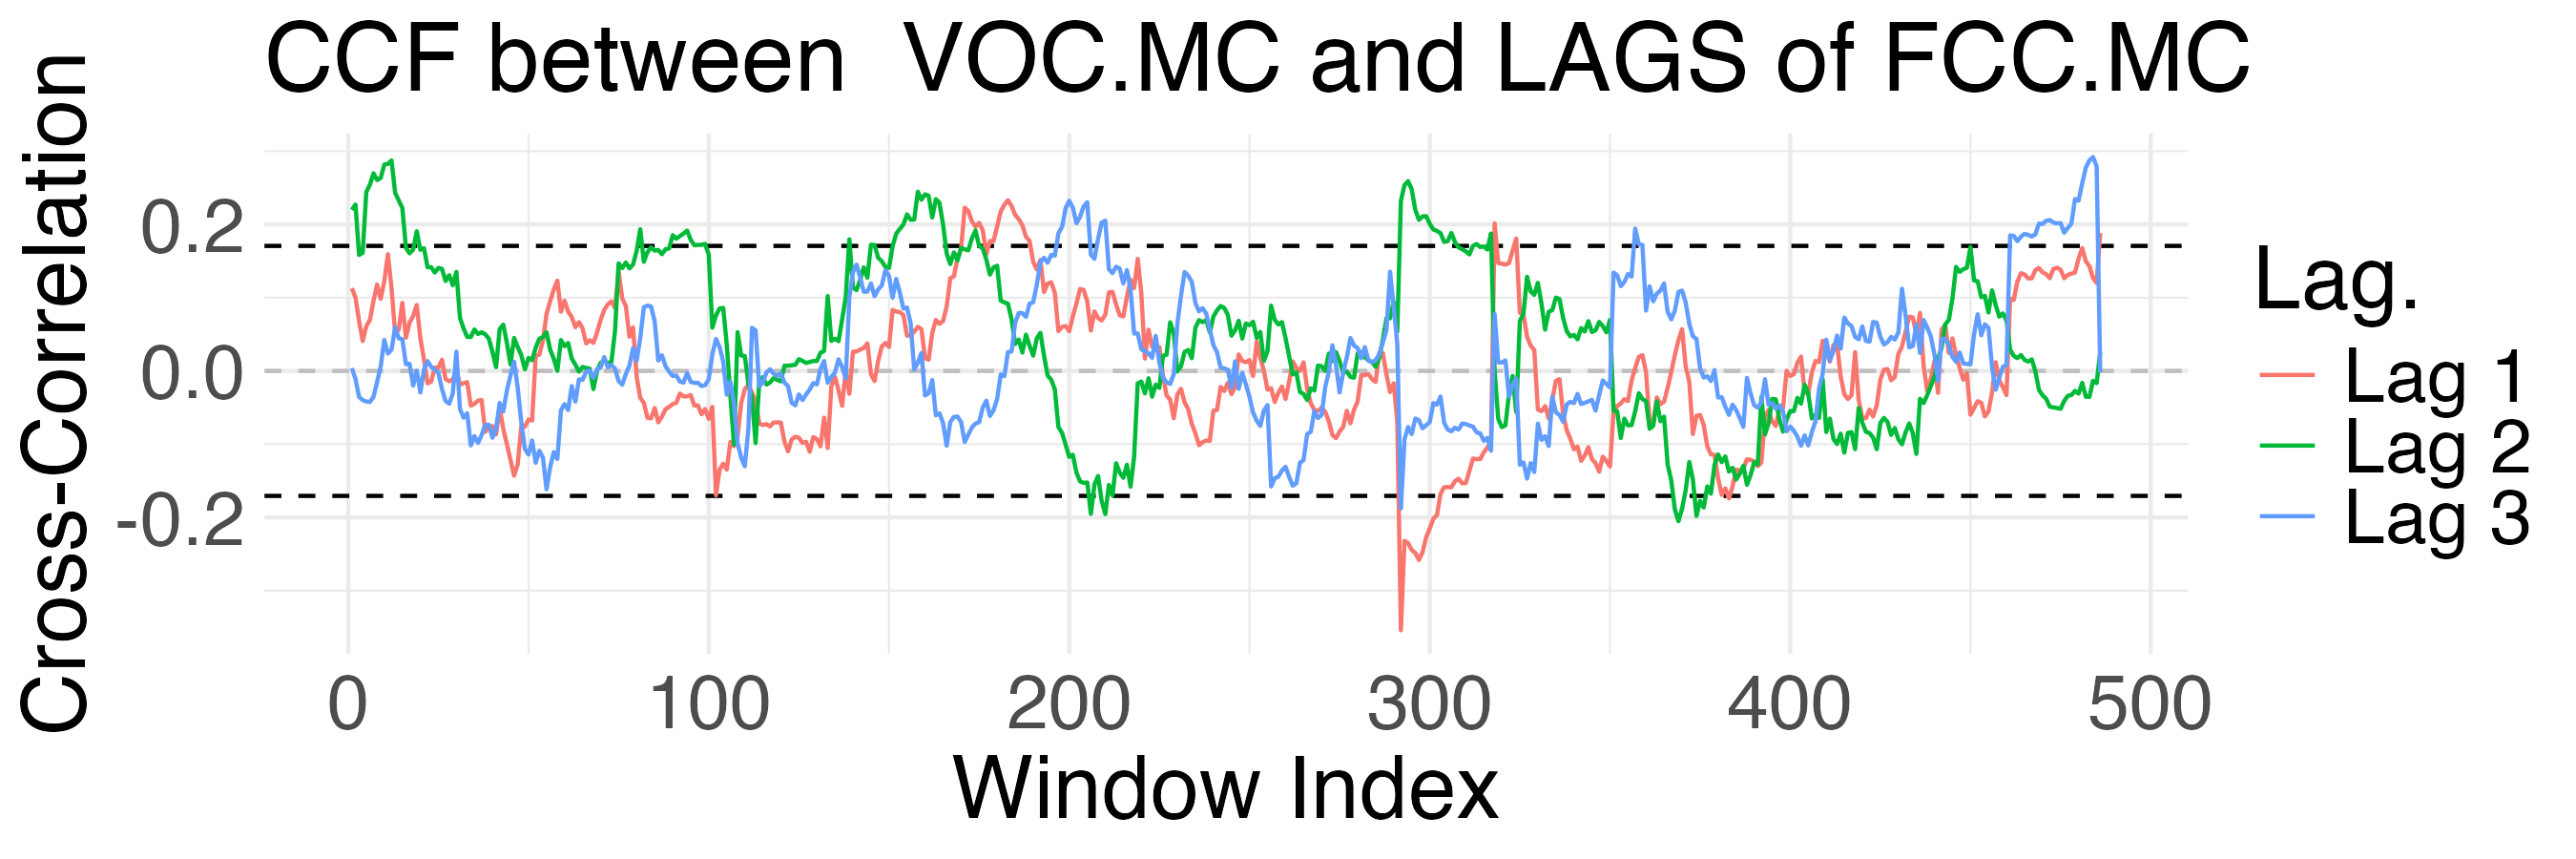 CCF between  VOC.MC and LAGS of FCC.MC
Cross-Correlation
0.2
0.0
-0.2
0 100 200 300 400 500
Window Index
Lag.
Lag 1
Lag 2
Lag 3